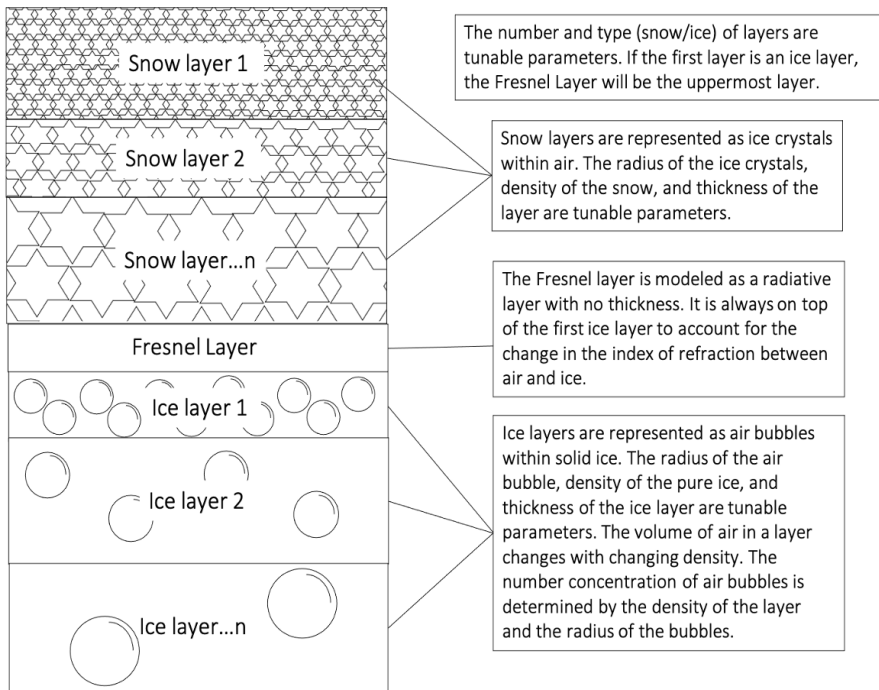 Snow layer 1
Snow layer 2
Snow layer...n
Fresnel Layer
Ice layer 1
Ice layer 2
Ice layer...n
The number and type (snow/ice) of layers are
tunable parameters. If the first layer is an ice layer,
the Fresnel Layer will be the uppermost layer.
Snow layers are represented as ice crystals
within air. The radius of the ice crystals,
density of the snow, and thickness of the
layer are tunable parameters.
The Fresnel layer is modeled as a radiative
layer with no thickness. It is always on top
of the first ice layer to account for the
change in the index of refraction between
air and ice.
Ice layers are represented as air bubbles
within solid ice. The radius of the air
bubble, density of the pure ice, and
thickness of the ice layer are tunable
parameters. The volume of air in a layer
changes with changing density. The
number concentration of air bubbles is
determined by the density of the layer
and the radius of the bubbles.